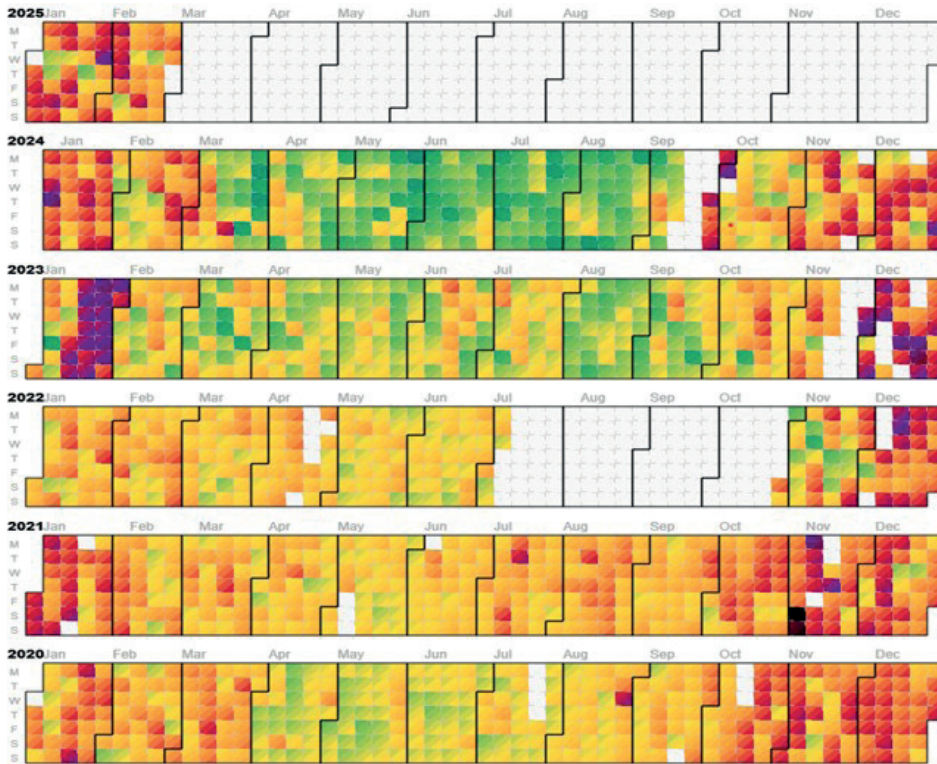 2025 Jan Feb Mar Apr May Jun Jul Aug Sep Oct Nov Dec
M
T
W
T
F
S
S
2024 Jan Feb Mar Apr May Jun Jul Aug Sep Oct Nov Dec
M
T
W
T
F
S
S
2023 Jan Feb Mar Apr May Jun Jul Aug Sep Oct Nov Dec
M
T
W
T
F
S
S
2022 Jan Feb Mar Apr May Jun Jul Aug Sep Oct Nov Dec
M
T
W
T
F
S
S
2021 Jan Feb Mar Apr May Jun Jul Aug Sep Oct Nov Dec
M
T
W
T
F
S
S
2020 Jan Feb Mar Apr May Jun Jul Aug Sep Oct Nov Dec
M
T
W
T
F
S
S